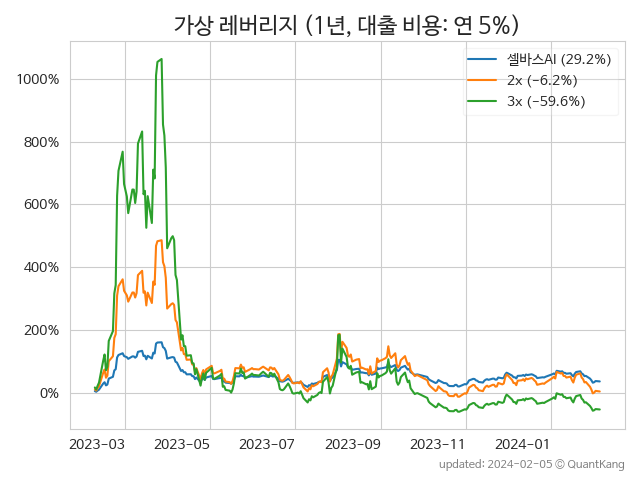 가상 레버리지 (1년, 대출 비용: 연 5%)
셀바스AI (29.2%)
2x (-6.2%)
3x (-59.6%)
1000%
800%
600%
400%
200%
0%
2023-03 2023-05 2023-07 2023-09 2023-11 2024-01
updated: 2024-02-05 © QuantKang